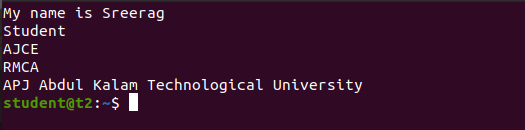 My name is Sreerag
Student
AJCE
RMCA
APJ Abdul Kalam Technological University
student@t2:~$